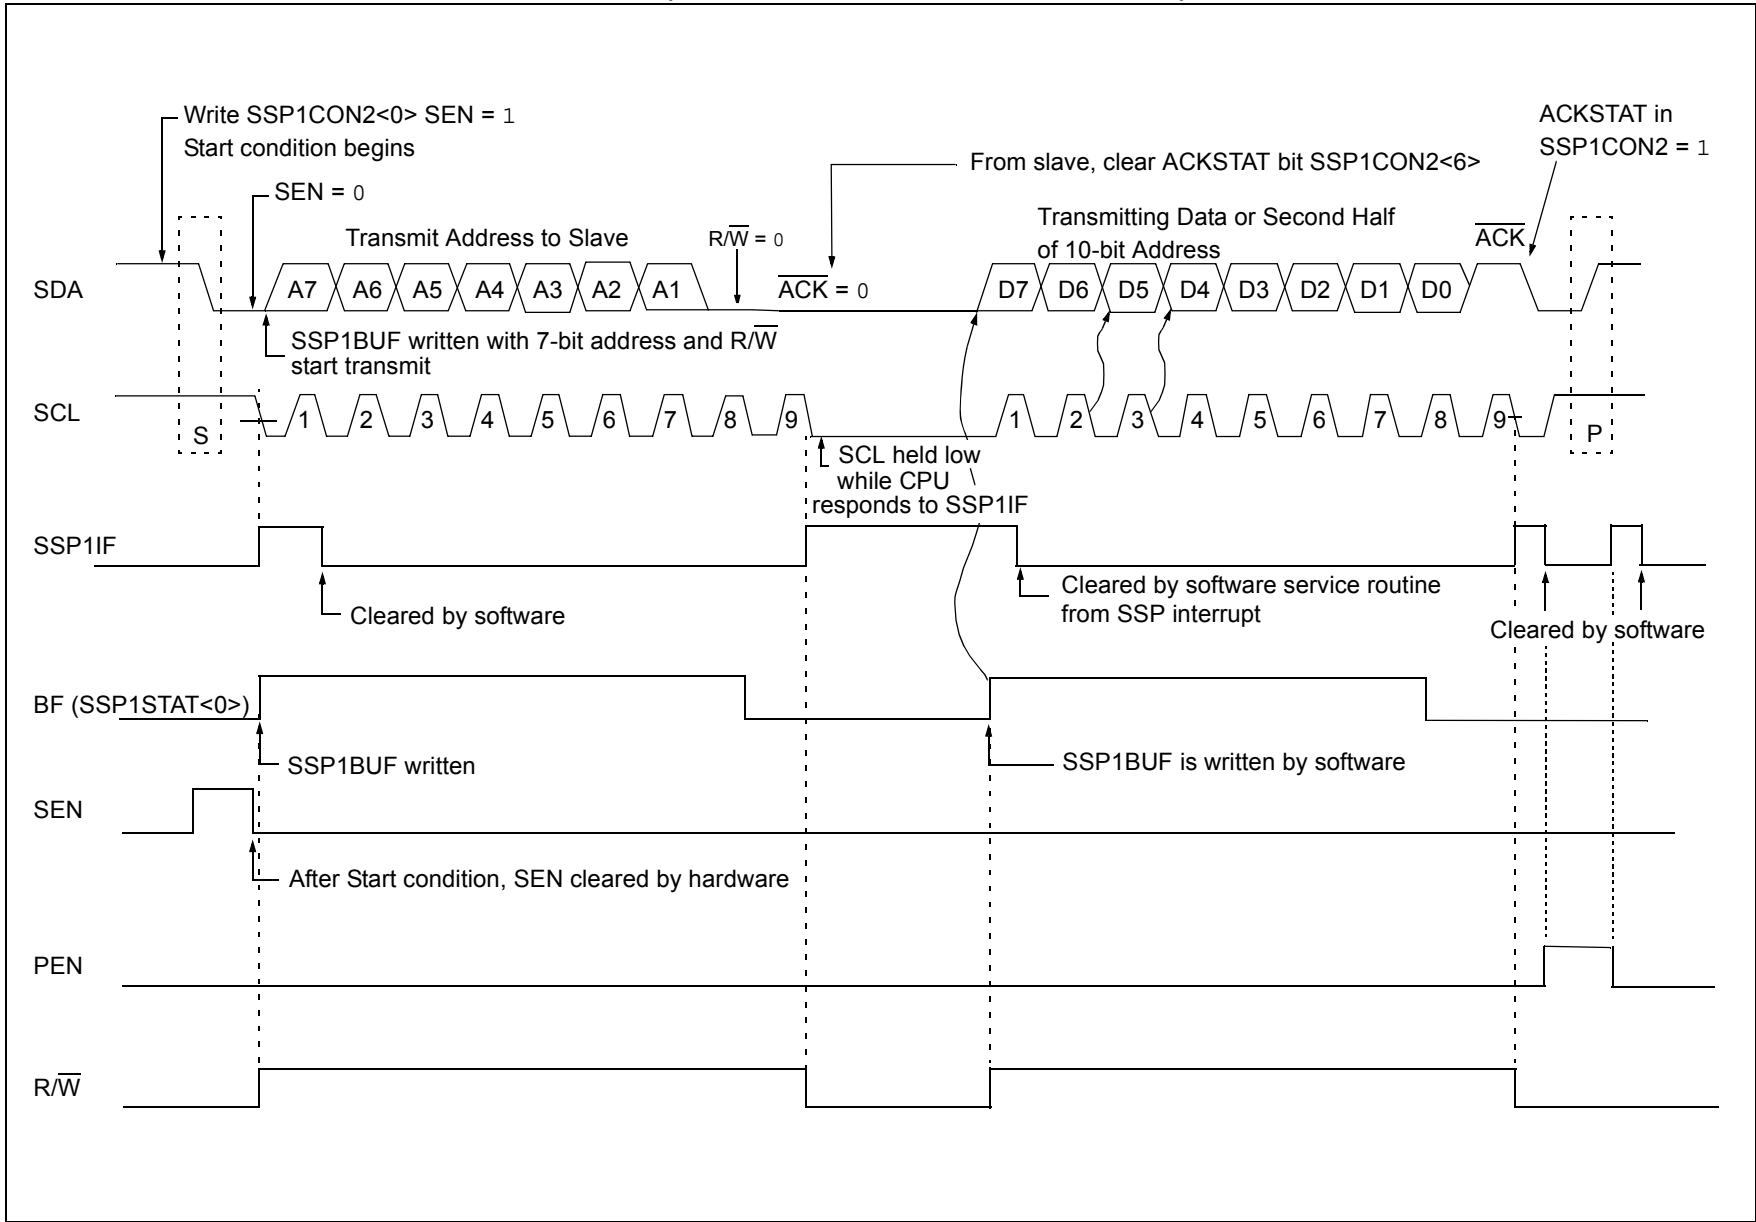 Write SSP1CON2<0> SEN = 1
Start condition begins
ACKSTAT in
SSP1CON2 = 1
From slave, clear ACKSTAT bit SSP1CON2<6>
SEN = 0
Transmit Address to Slave
R/W = 0
Transmitting Data or Second Half
of 10-bit Address
ACK
SDA
A7 A6 A5 A4 A3 A2 A1
ACK = 0
D7 D6 D5 D4 D3 D2 D1 D0
SSP1BUF written with 7-bit address and R/W
start transmit
SCL
S
1 2 3 4 5 6 7 8 9
1 2 3 4 5 6 7 8 9
P
SCL held low
while CPU
responds to SSP1IF
SSP1IF
Cleared by software
Cleared by software service routine
from SSP interrupt
Cleared by software
BF (SSP1STAT<0>)
SSP1BUF written
SSP1BUF is written by software
SEN
After Start condition, SEN cleared by hardware
PEN
R/W